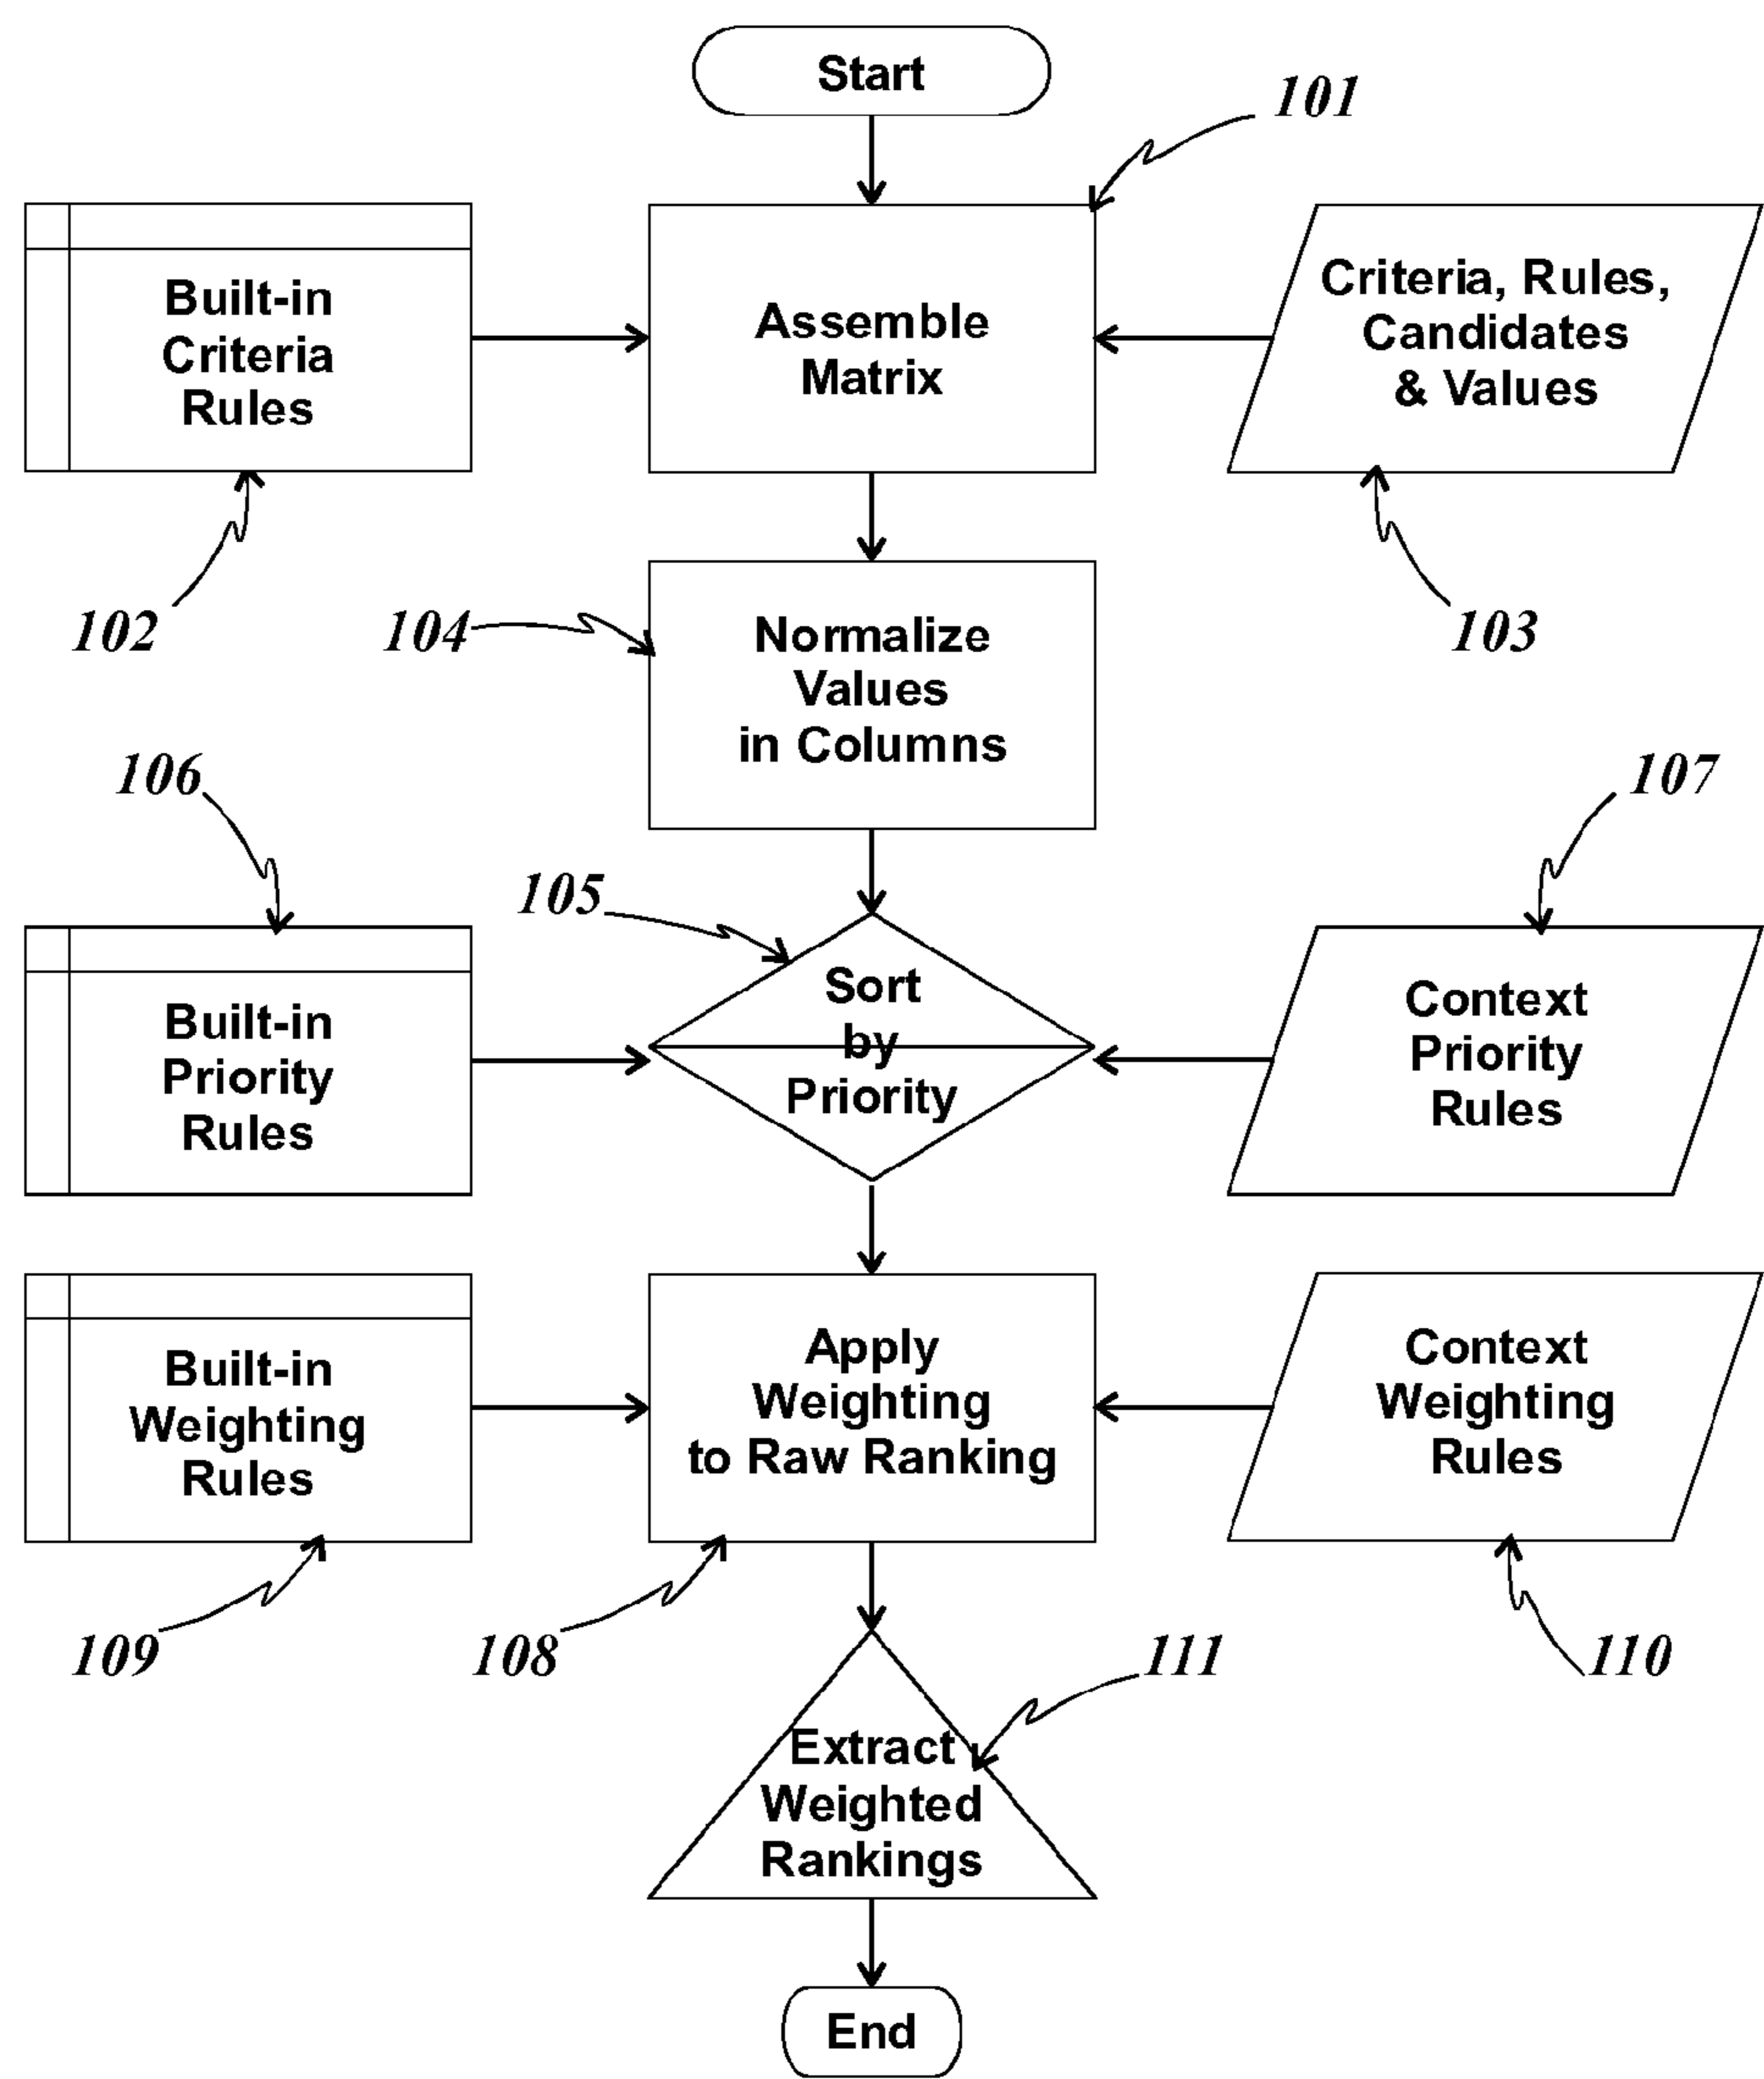 Start
101
Built-in
Criteria
Rules
Assemble
Matrix
Criteria, Rules,
Candidates
& Values
102
104
Normalize
Values
in Columns
103
106
107
105
Built-in
Priority
Rules
Sort
by
Priority
Context
Priority
Rules
Built-in
Weighting
Rules
Apply
Weighting
to Raw Ranking
Context
Weighting
Rules
109
108
111
110
Extract
Weighted
Rankings
End